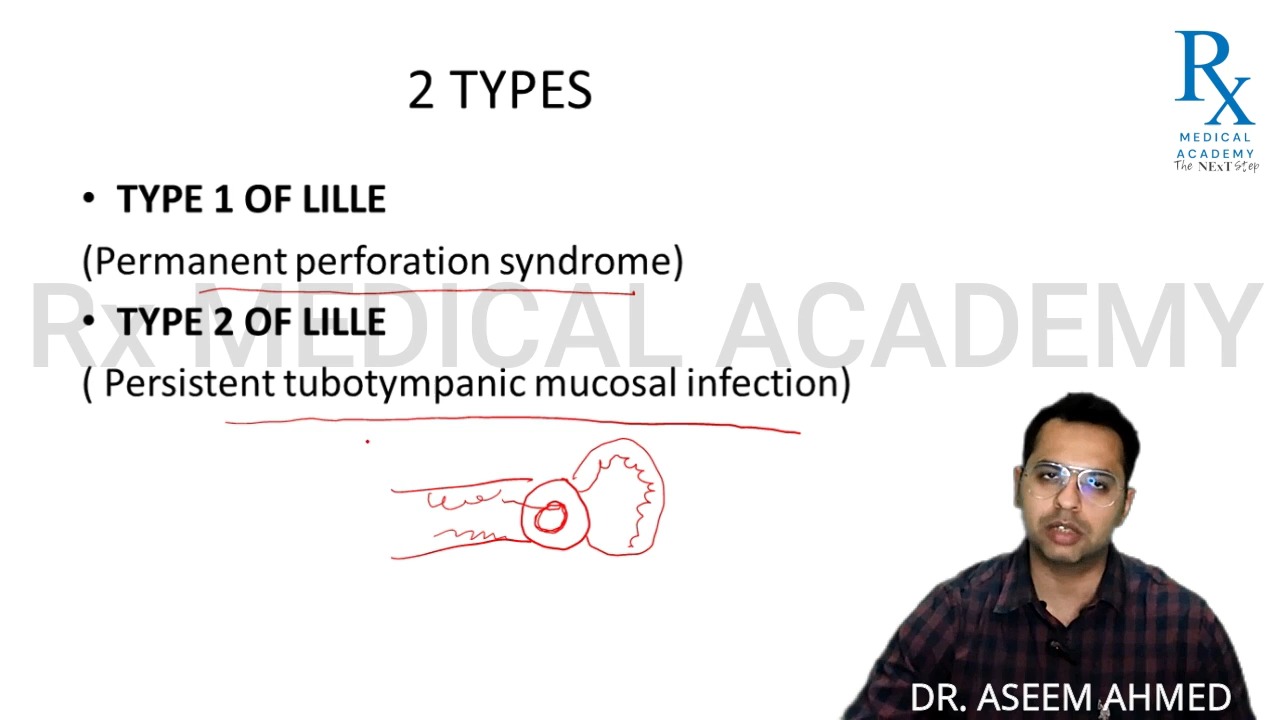 2 TYPES
• TYPE 1 OF LILLE
(Permanent perforation syndrome)
• TYPE 2 OF LILLE
( Persistent tubotympanic mucosal infection)
Rx MEDICAL ACADEMY
Rx
MEDICAL
ACADEMY
The NExT Step
DR. ASEEM AHMED